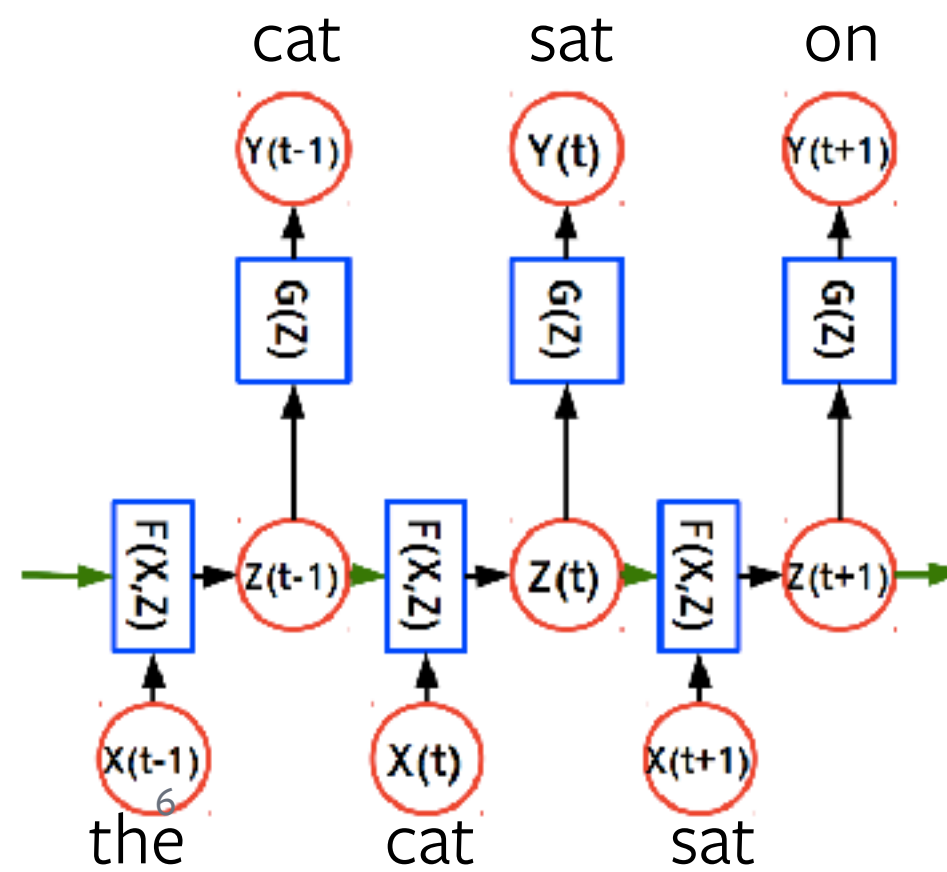 cat sat on
Y(t-1) Y(t) Y(t+1)
G(Z) G(Z) G(Z)
F(X,Z) Z(t-1) F(X,Z) Z(t) F(X,Z) Z(t+1)
X(t-1) X(t) X(t+1)
6
the cat sat